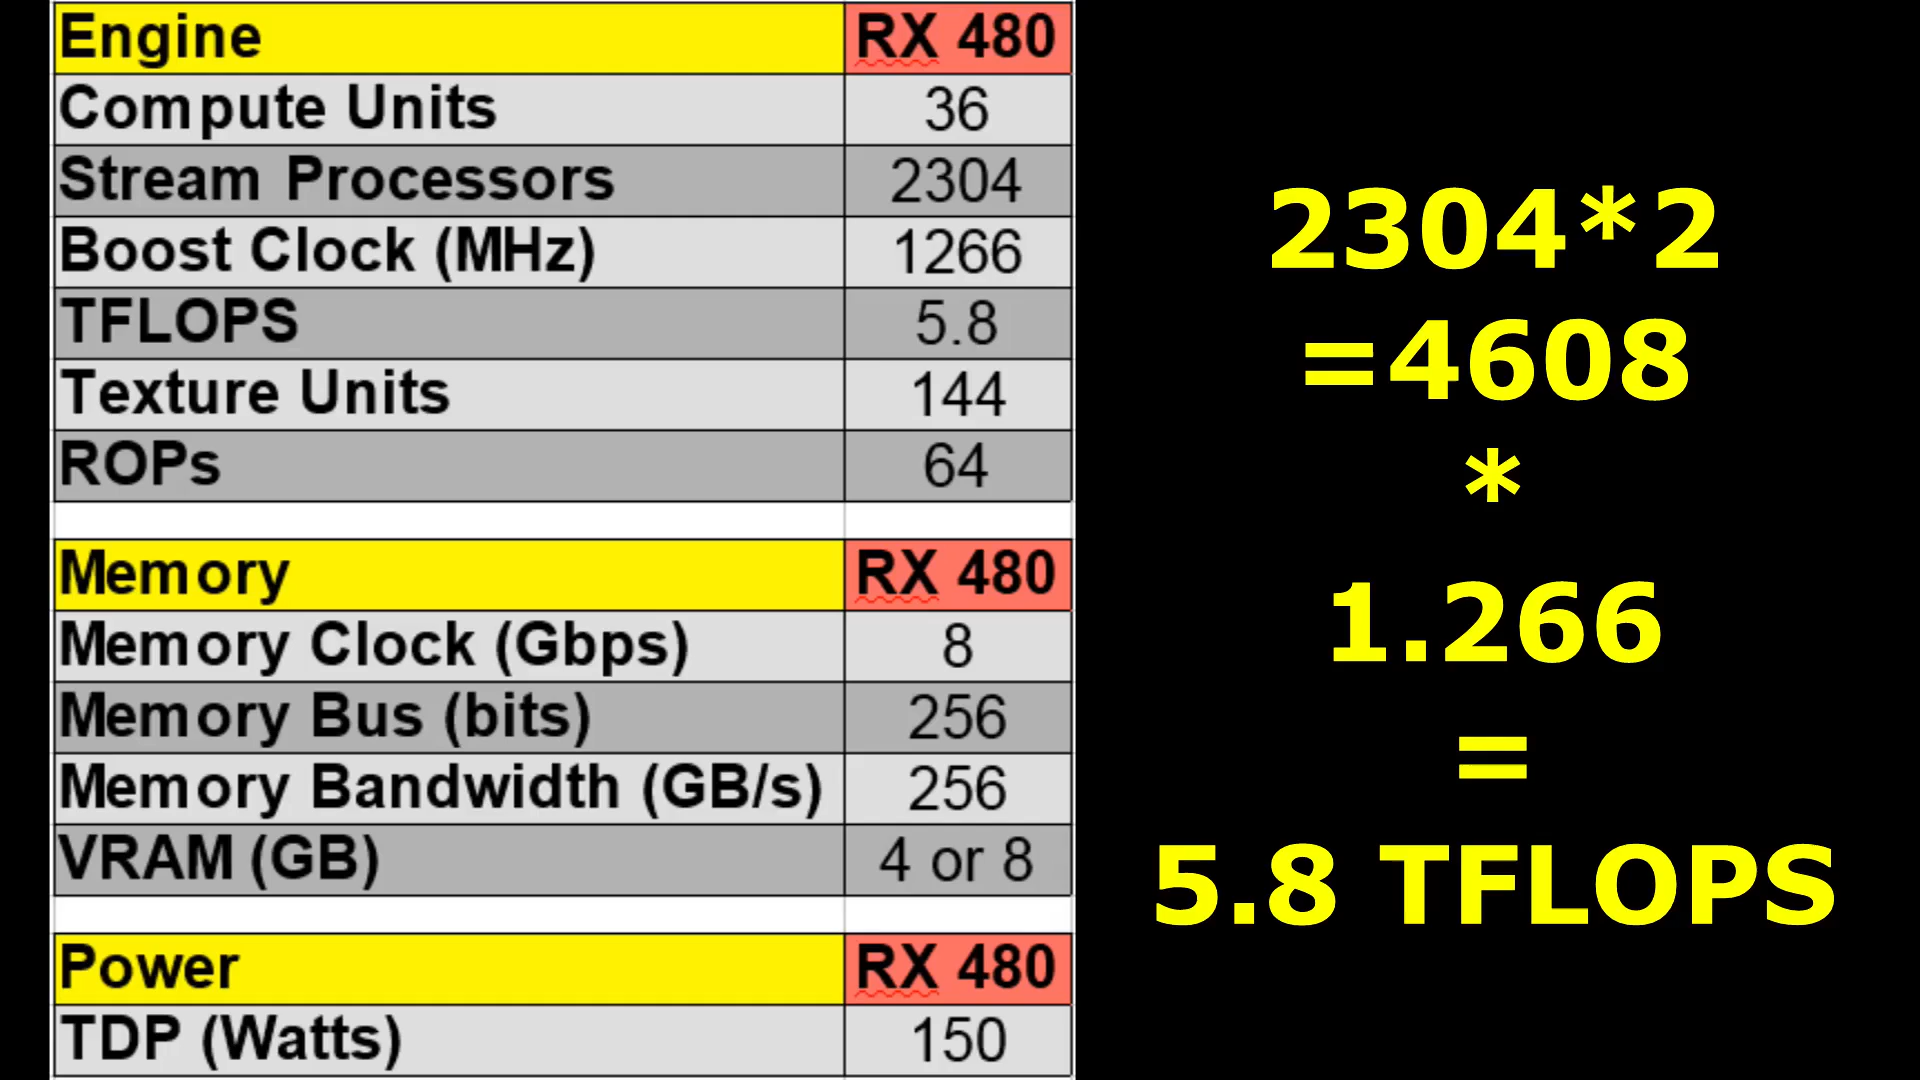 Engine RX 480
Compute Units 36
Stream Processors 2304
Boost Clock (MHz) 1266
TFLOPS 5.8
Texture Units 144
ROPs 64
Memory RX 480
Memory Clock (Gbps) 8
Memory Bus (bits) 256
Memory Bandwidth (GB/s) 256
VRAM (GB) 4 or 8
Power RX 480
TDP (Watts) 150
2304*2
=4608
*
1.266
=
5.8 TFLOPS